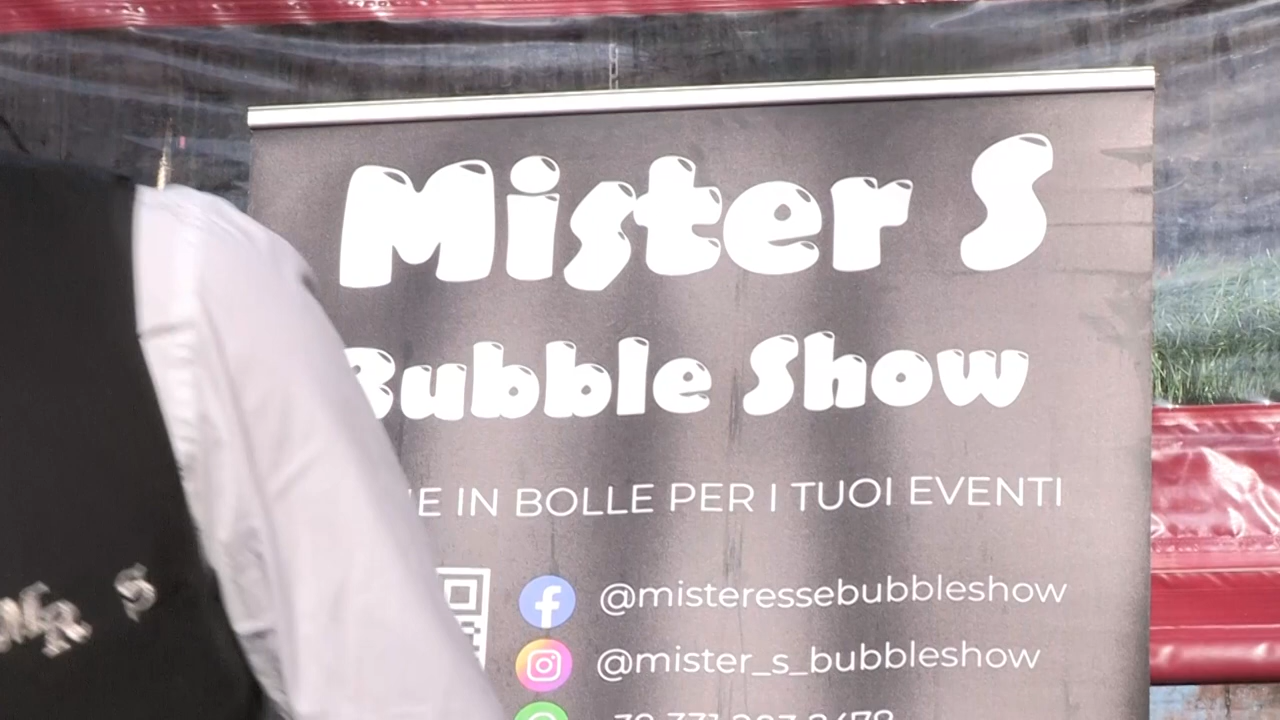 Mister S
Bubble Show
IN BOLLE PER I TUOI EVENTI
@misteressebubbleshow
@mister_s_bubbleshow